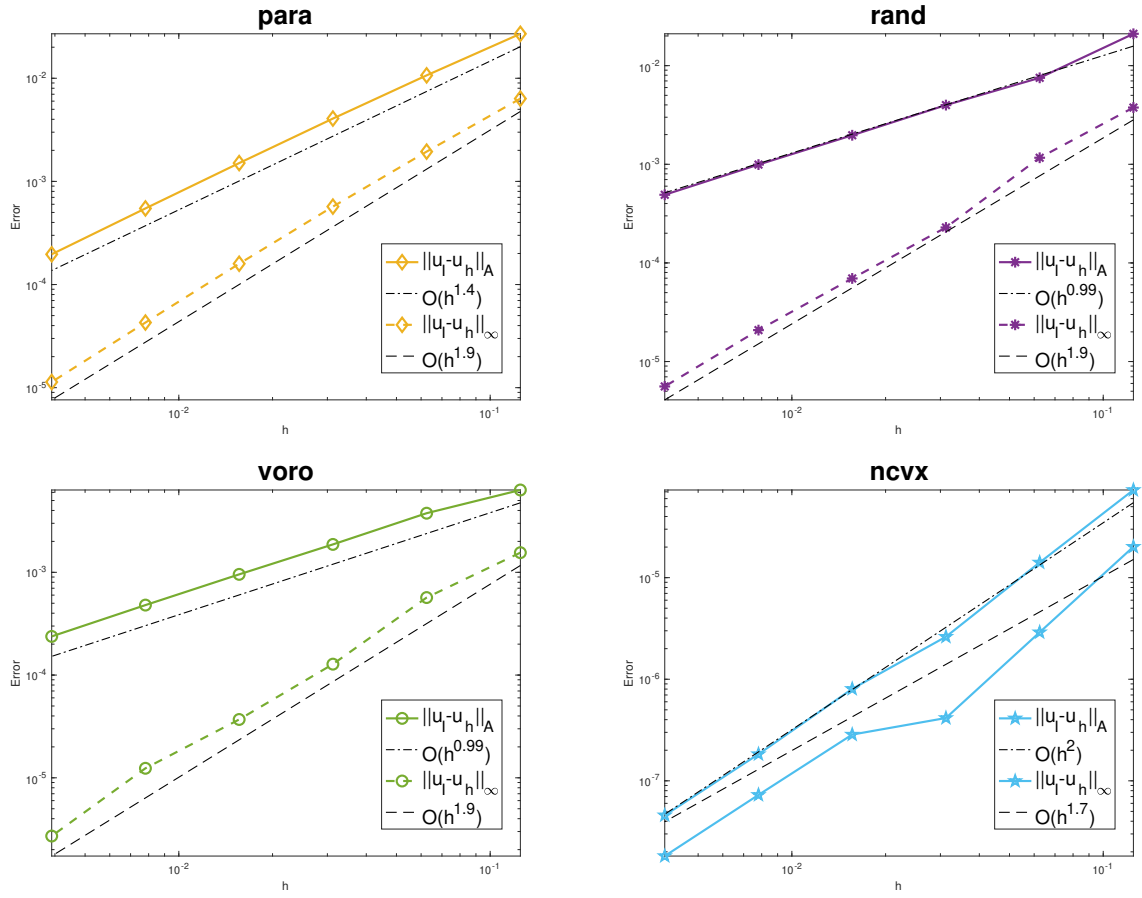 para
10^-2
10^-3
10^-4
10^-5
Error
||u_I-u_h||_A
O(h^1.4)
||u_I-u_h||_∞
O(h^1.9)
10^-2
10^-1
h
rand
10^-2
10^-3
10^-4
10^-5
Error
||u_I-u_h||_A
O(h^0.99)
||u_I-u_h||_∞
O(h^1.9)
10^-2
10^-1
h
voro
10^-3
10^-4
10^-5
Error
||u_I-u_h||_A
O(h^0.99)
||u_I-u_h||_∞
O(h^1.9)
10^-2
10^-1
h
ncvx
10^-5
10^-6
10^-7
Error
||u_I-u_h||_A
O(h^2)
||u_I-u_h||_∞
O(h^1.7)
10^-2
10^-1
h